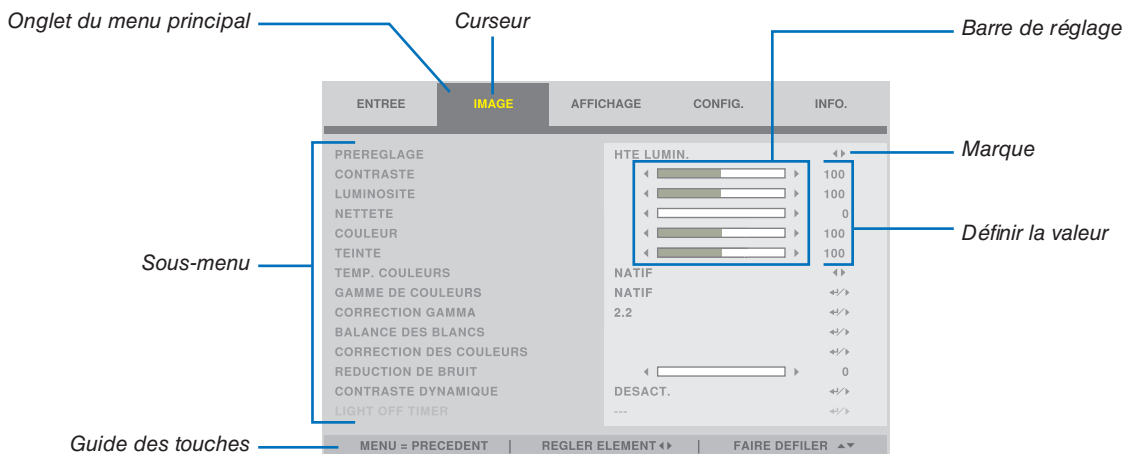 Onglet du menu principal
Curseur
Barre de réglage
ENTREE IMAGE AFFICHAGE CONFIG. INFO.
PREREGLAGE HTE LUMIN.
Marque
CONTRASTE 100
LUMINOSITE 100
NETTETE 0
COULEUR 100
Définir la valeur
TEINTE 100
Sous-menu
TEMP. COULEURS NATIF
GAMME DE COULEURS NATIF
CORRECTION GAMMA 2.2
BALANCE DES BLANCS
CORRECTION DES COULEURS
REDUCTION DE BRUIT 0
CONTRASTE DYNAMIQUE DESACT.
LIGHT OFF TIMER ---
Guide des touches
MENU = PRECEDENT | REGLER ELEMENT | FAIRE DEFILER